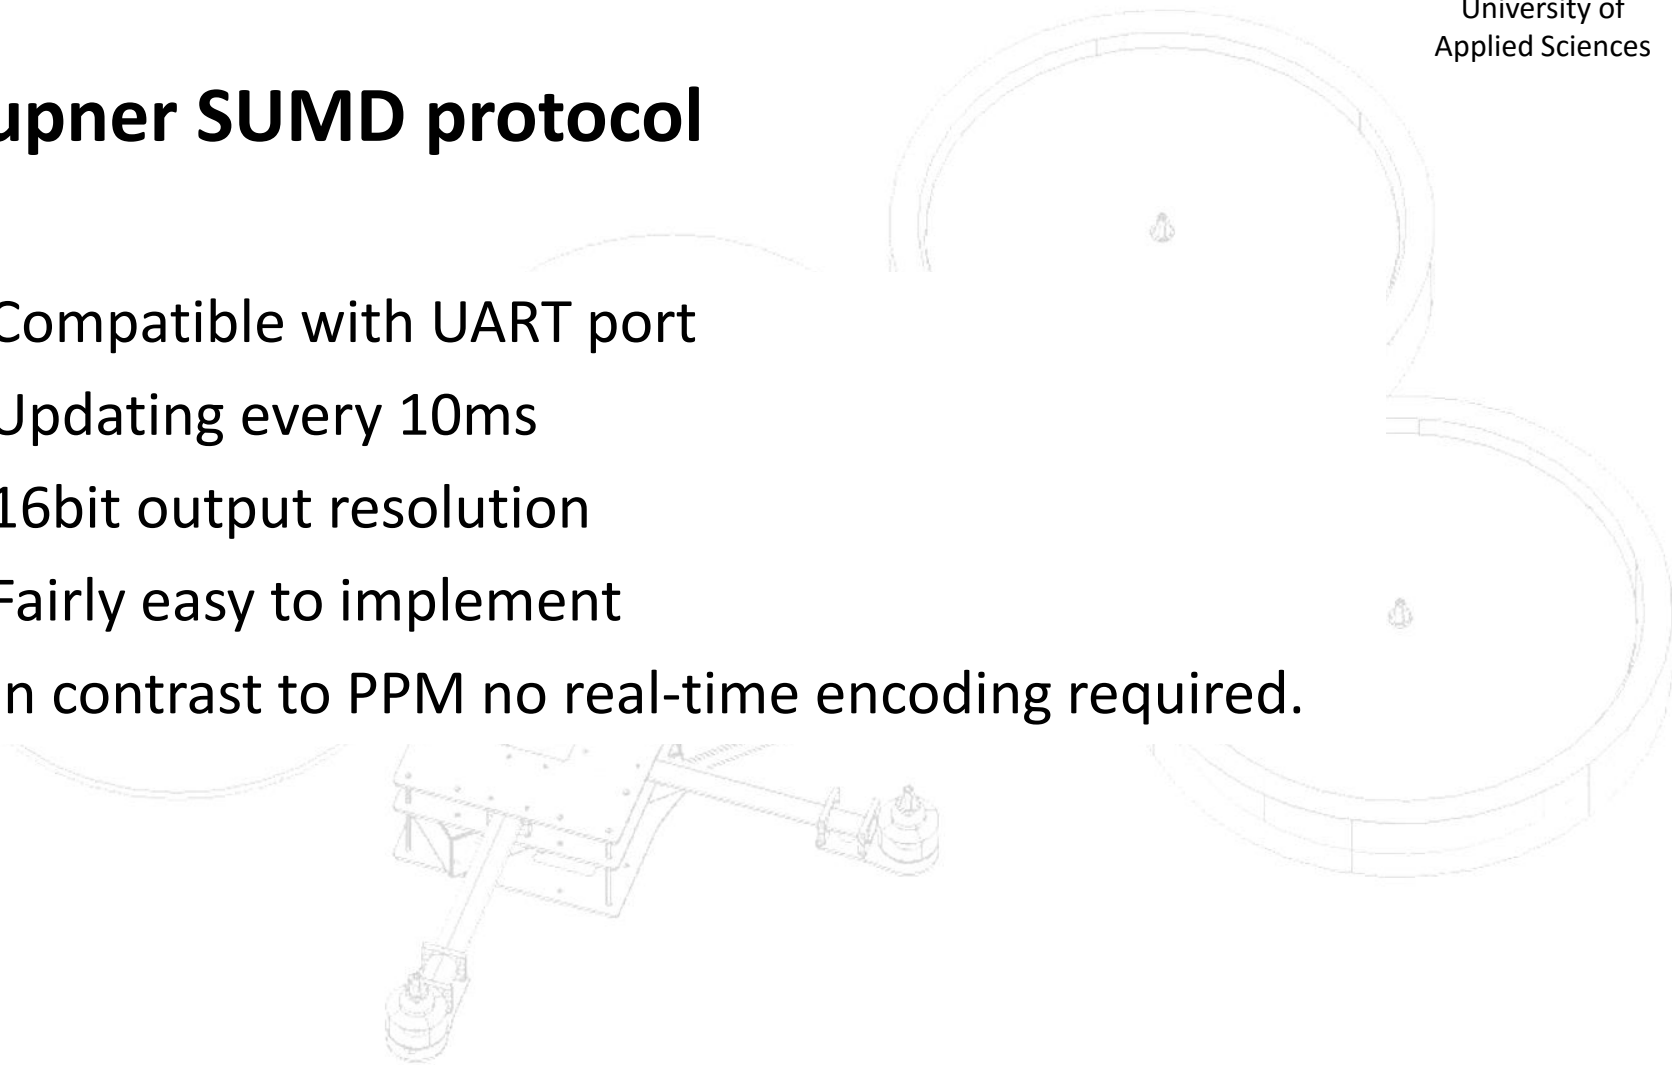 University of
Applied Sciences
upner SUMD protocol
Compatible with UART port
Updating every 10ms
16bit output resolution
Fairly easy to implement
n contrast to PPM no real-time encoding required.